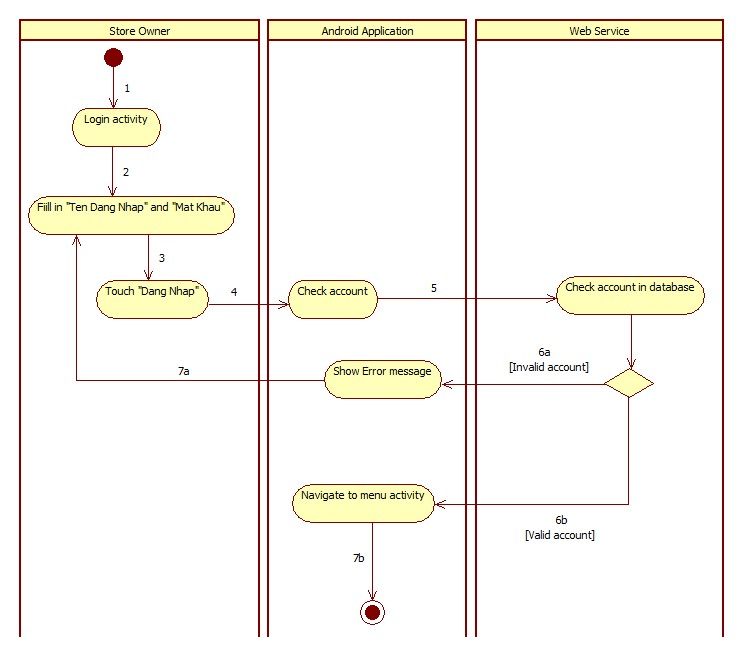 Store Owner
Android Application
Web Service
1
Login activity
2
Fiill in "Ten Dang Nhap" and "Mat Khau"
3
Touch "Dang Nhap"
4
Check account
5
Check account in database
6a
[Invalid account]
Show Error message
7a
Navigate to menu activity
6b
[Valid account]
7b